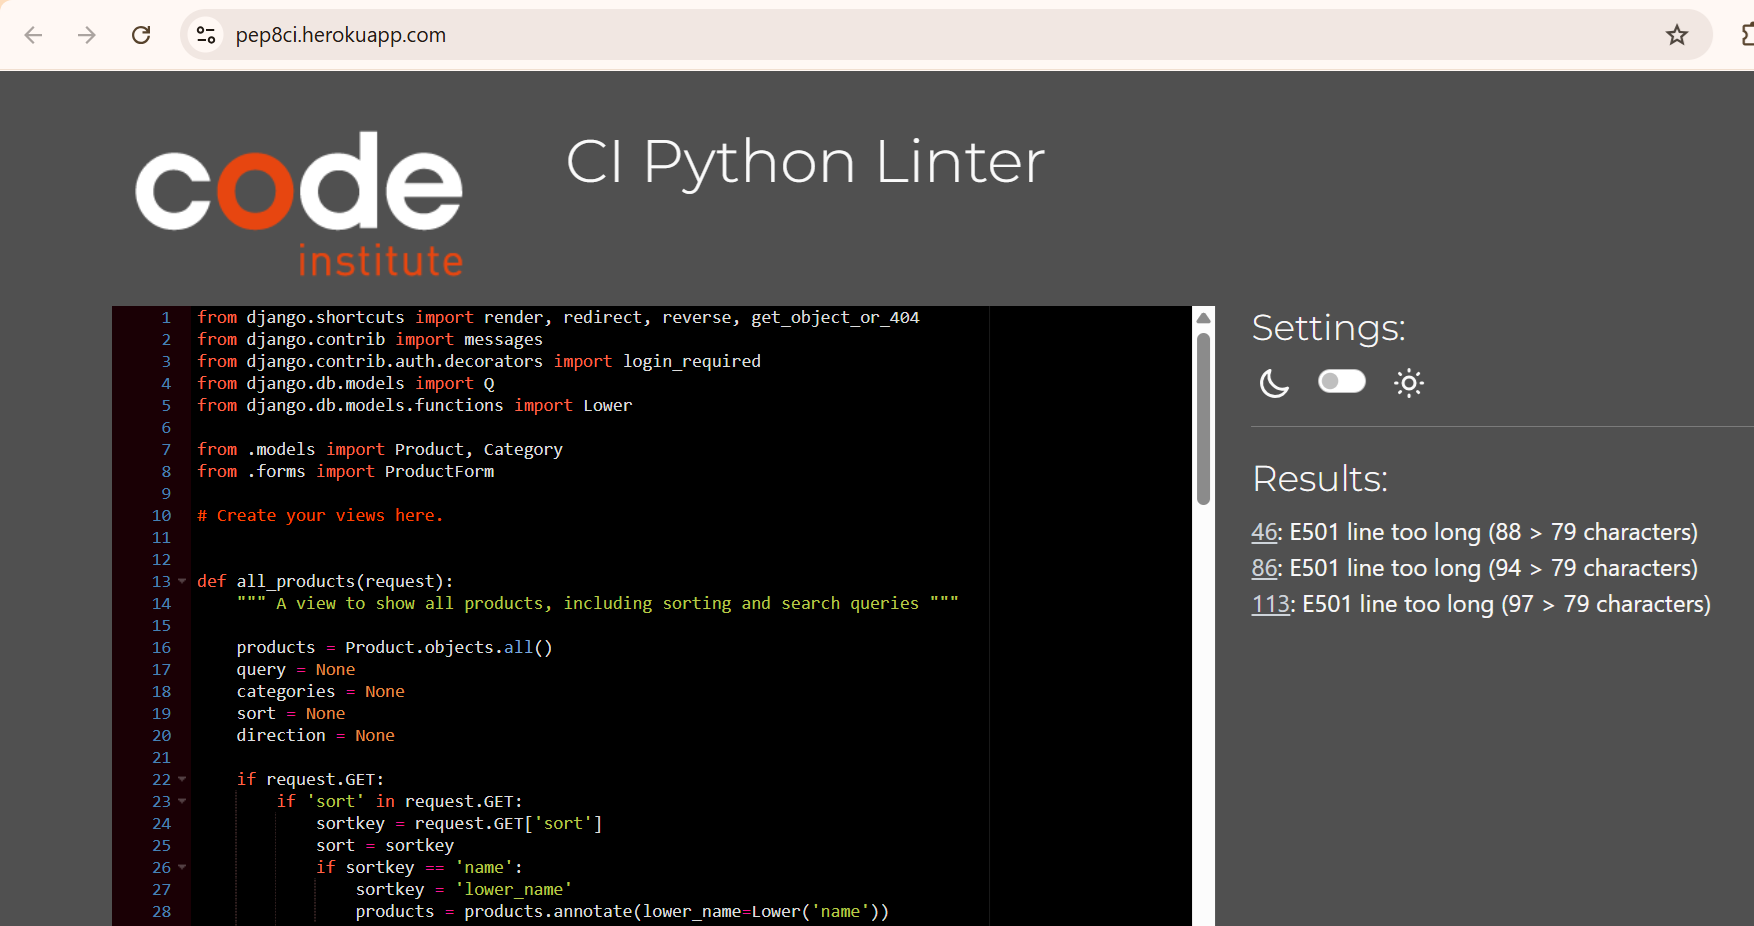 pep8ci.herokuapp.com
code
institute
CI Python Linter
1 from django.shortcuts import render, redirect, reverse, get_object_or_404
2 from django.contrib import messages
3 from django.contrib.auth.decorators import login_required
4 from django.db.models import Q
5 from django.db.models.functions import Lower
6
7 from .models import Product, Category
8 from .forms import ProductForm
9
10 # Create your views here.
11
12
13 def all_products(request):
14     """ A view to show all products, including sorting and search queries """
15
16     products = Product.objects.all()
17     query = None
18     categories = None
19     sort = None
20     direction = None
21
22     if request.GET:
23         if 'sort' in request.GET:
24             sortkey = request.GET['sort']
25             sort = sortkey
26             if sortkey == 'name':
27                 sortkey = 'lower_name'
28                 products = products.annotate(lower_name=Lower('name'))
Settings:
Results:
46: E501 line too long (88 > 79 characters)
86: E501 line too long (94 > 79 characters)
113: E501 line too long (97 > 79 characters)